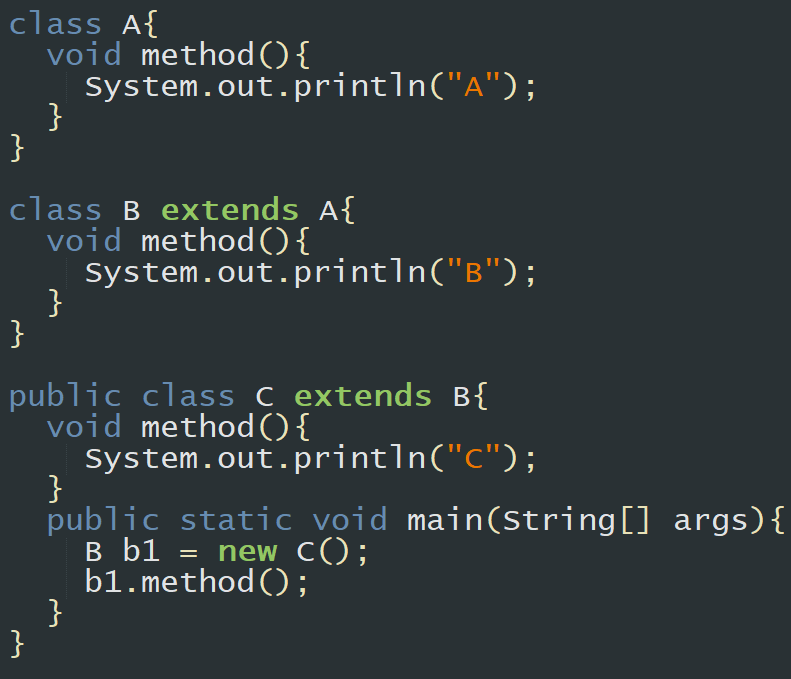 class A{
  void method(){
    System.out.println("A");
  }
}

class B extends A{
  void method(){
    System.out.println("B");
  }
}

public class C extends B{
  void method(){
    System.out.println("C");
  }
  public static void main(String[] args){
    B b1 = new C();
    b1.method();
  }
}